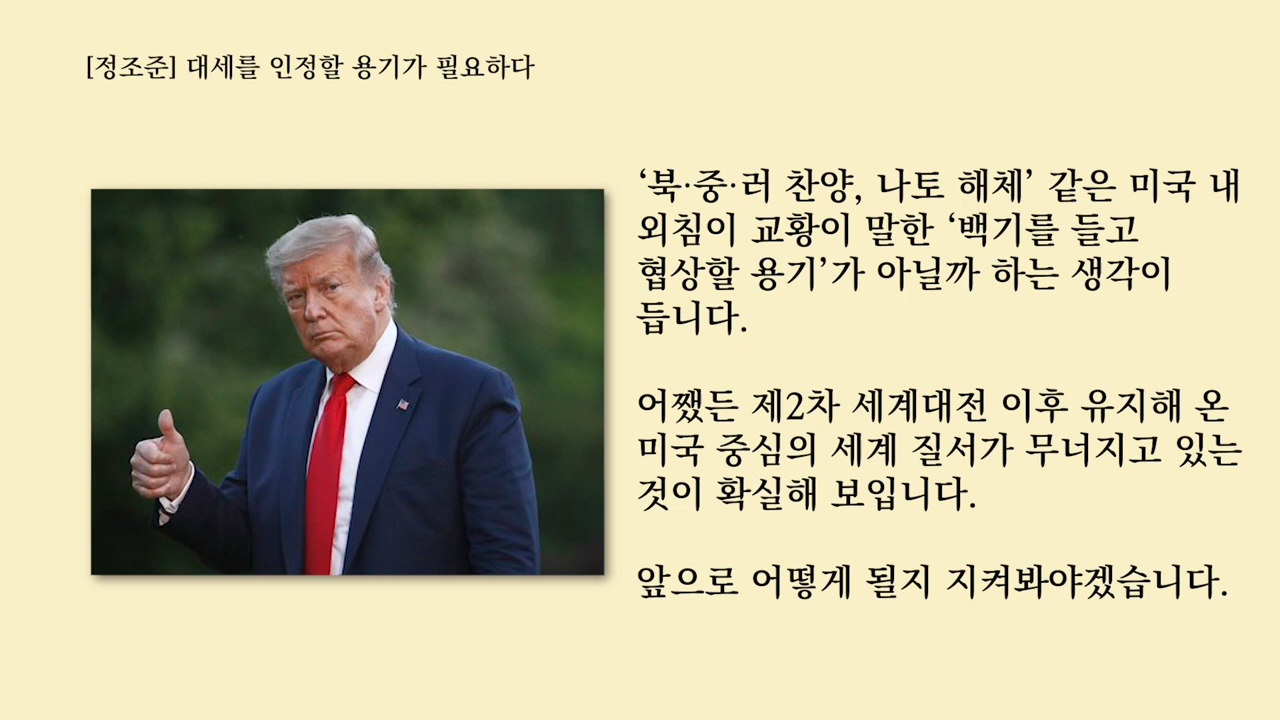 [정조준] 대세를 인정할 용기가 필요하다
‘북·중·러 찬양, 나토 해체’ 같은 미국 내
외침이 교황이 말한 ‘백기를 들고
협상할 용기’가 아닐까 하는 생각이
듭니다.
어쨌든 제2차 세계대전 이후 유지해 온
미국 중심의 세계 질서가 무너지고 있는
것이 확실해 보입니다.
앞으로 어떻게 될지 지켜봐야겠습니다.